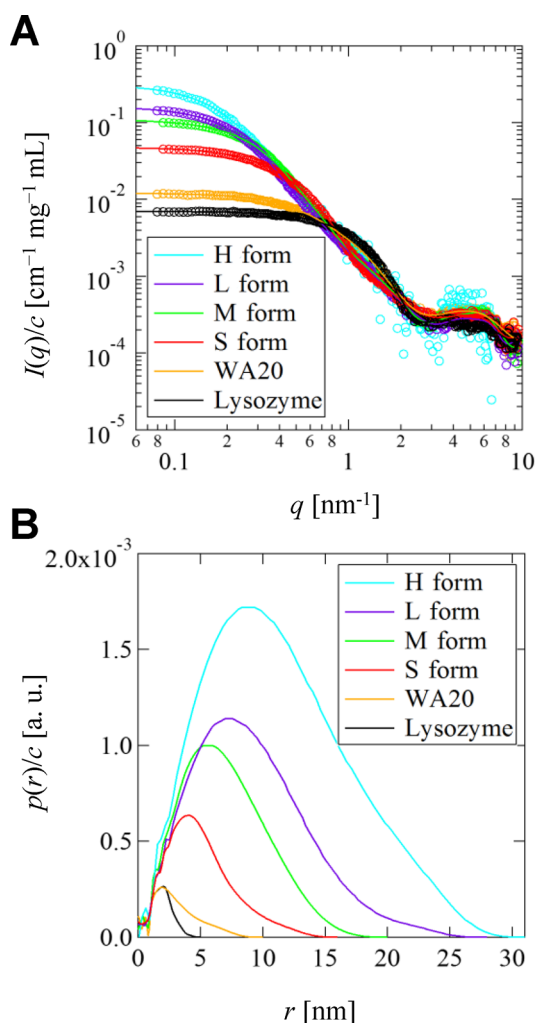 A
10⁰
10⁻¹
10⁻²
10⁻³
10⁻⁴
10⁻⁵
I(q)/c [cm⁻¹ mg⁻¹ mL]
H form
L form
M form
S form
WA20
Lysozyme
6 8 0.1 2 4 6 8 1 2 4 6 8 10
q [nm⁻¹]
B
2.0x10⁻³
1.5
1.0
0.5
0.0
p(r)/c [a. u.]
H form
L form
M form
S form
WA20
Lysozyme
0 5 10 15 20 25 30
r [nm]